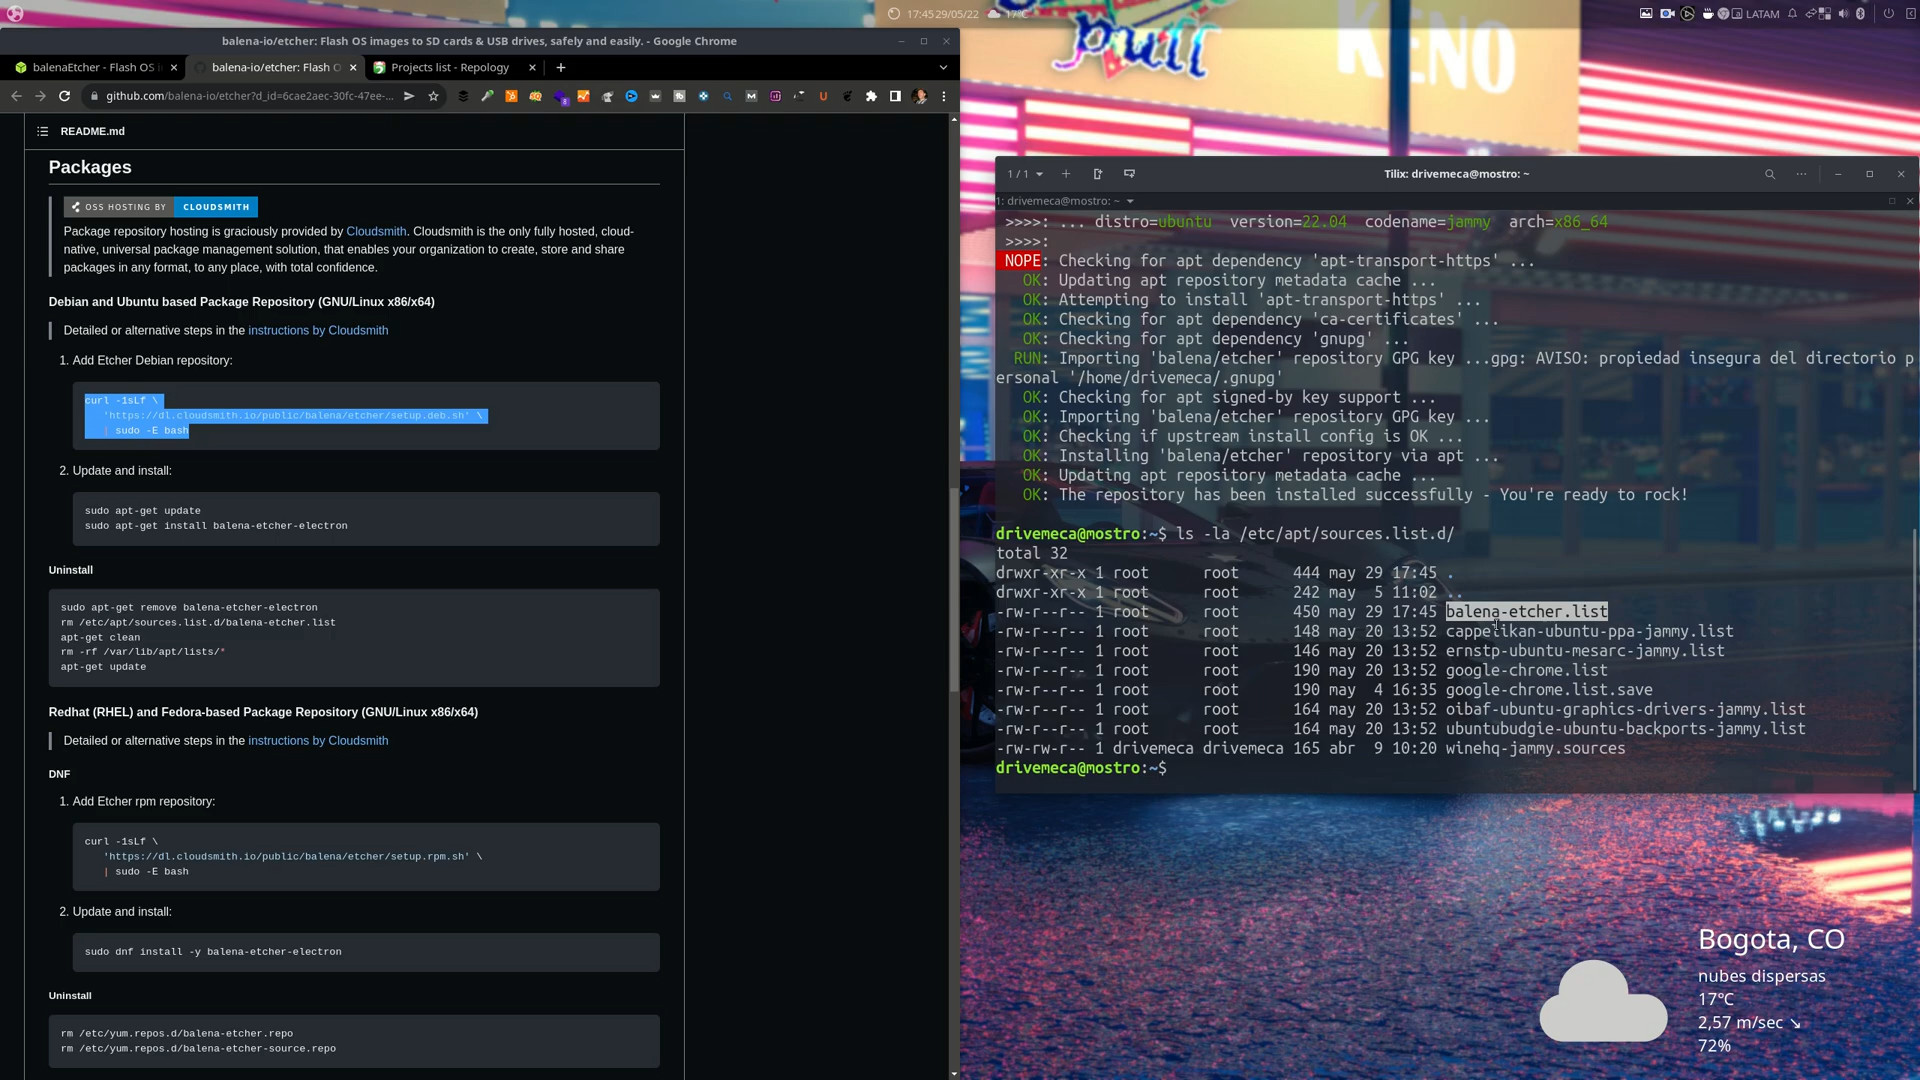 17:45 29/05/22
17°C
LATAM
balena-io/etcher: Flash OS images to SD cards & USB drives, safely and easily. - Google Chrome
balenaEtcher - Flash OS i
balena-io/etcher: Flash O
Projects list - Repology
github.com/balena-io/etcher?d_id=6cae2aec-30fc-47ee-...
README.md
Packages
OSS HOSTING BY CLOUDSMITH
Package repository hosting is graciously provided by Cloudsmith. Cloudsmith is the only fully hosted, cloud-
native, universal package management solution, that enables your organization to create, store and share
packages in any format, to any place, with total confidence.
Debian and Ubuntu based Package Repository (GNU/Linux x86/x64)
Detailed or alternative steps in the instructions by Cloudsmith
1. Add Etcher Debian repository:
curl -1sLf \
'https://dl.cloudsmith.io/public/balena/etcher/setup.deb.sh' \
| sudo -E bash
2. Update and install:
sudo apt-get update
sudo apt-get install balena-etcher-electron
Uninstall
sudo apt-get remove balena-etcher-electron
rm /etc/apt/sources.list.d/balena-etcher.list
apt-get clean
rm -rf /var/lib/apt/lists/*
apt-get update
Redhat (RHEL) and Fedora-based Package Repository (GNU/Linux x86/x64)
Detailed or alternative steps in the instructions by Cloudsmith
DNF
1. Add Etcher rpm repository:
curl -1sLf \
'https://dl.cloudsmith.io/public/balena/etcher/setup.rpm.sh' \
| sudo -E bash
2. Update and install:
sudo dnf install -y balena-etcher-electron
Uninstall
rm /etc/yum.repos.d/balena-etcher.repo
rm /etc/yum.repos.d/balena-etcher-source.repo
pull
KENO
1 / 1
Tilix: drivemeca@mostro: ~
1: drivemeca@mostro: ~
>>>>: ... distro=ubuntu version=22.04 codename=jammy arch=x86_64
>>>>:
NOPE: Checking for apt dependency 'apt-transport-https' ...
OK: Updating apt repository metadata cache ...
OK: Attempting to install 'apt-transport-https' ...
OK: Checking for apt dependency 'ca-certificates' ...
OK: Checking for apt dependency 'gnupg' ...
RUN: Importing 'balena/etcher' repository GPG key ...gpg: AVISO: propiedad insegura del directorio p
ersonal '/home/drivemeca/.gnupg'
OK: Checking for apt signed-by key support ...
OK: Importing 'balena/etcher' repository GPG key ...
OK: Checking if upstream install config is OK ...
OK: Installing 'balena/etcher' repository via apt ...
OK: Updating apt repository metadata cache ...
OK: The repository has been installed successfully - You're ready to rock!
drivemeca@mostro:~$ ls -la /etc/apt/sources.list.d/
total 32
drwxr-xr-x 1 root root 444 may 29 17:45 .
drwxr-xr-x 1 root root 242 may 5 11:02 ..
-rw-r--r-- 1 root root 450 may 29 17:45 balena-etcher.list
-rw-r--r-- 1 root root 148 may 20 13:52 cappelikan-ubuntu-ppa-jammy.list
-rw-r--r-- 1 root root 146 may 20 13:52 ernstp-ubuntu-mesarc-jammy.list
-rw-r--r-- 1 root root 190 may 20 13:52 google-chrome.list
-rw-r--r-- 1 root root 190 may 4 16:35 google-chrome.list.save
-rw-r--r-- 1 root root 164 may 20 13:52 oibaf-ubuntu-graphics-drivers-jammy.list
-rw-r--r-- 1 root root 164 may 20 13:52 ubuntubudgie-ubuntu-backports-jammy.list
-rw-rw-r-- 1 drivemeca drivemeca 165 abr 9 10:20 winehq-jammy.sources
drivemeca@mostro:~$
Bogota, CO
nubes dispersas
17℃
2,57 m/sec ↘
72%